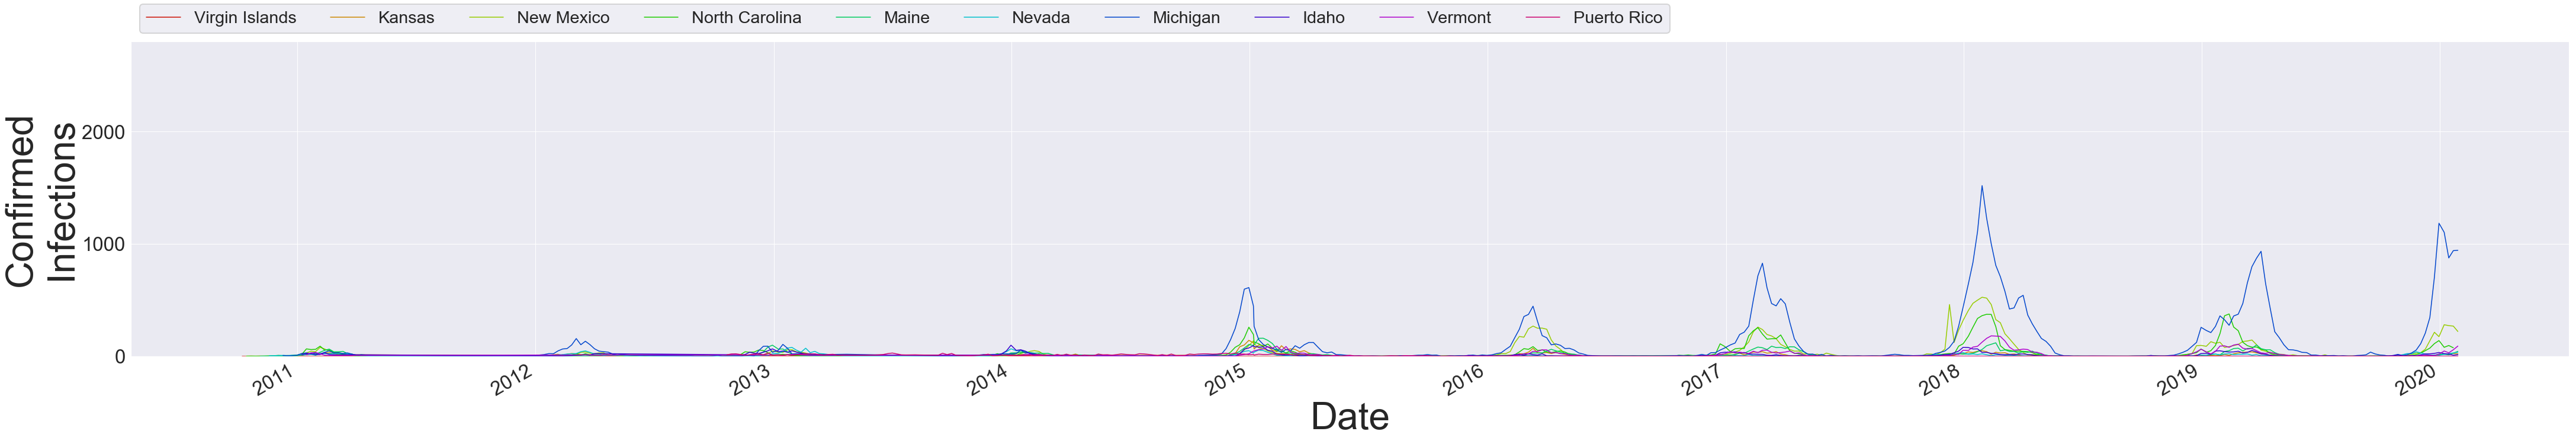 Virgin Islands Kansas New Mexico North Carolina Maine Nevada Michigan Idaho Vermont Puerto Rico
Confirmed
Infections
2000
1000
0
2011 2012 2013 2014 2015 2016 2017 2018 2019 2020
Date